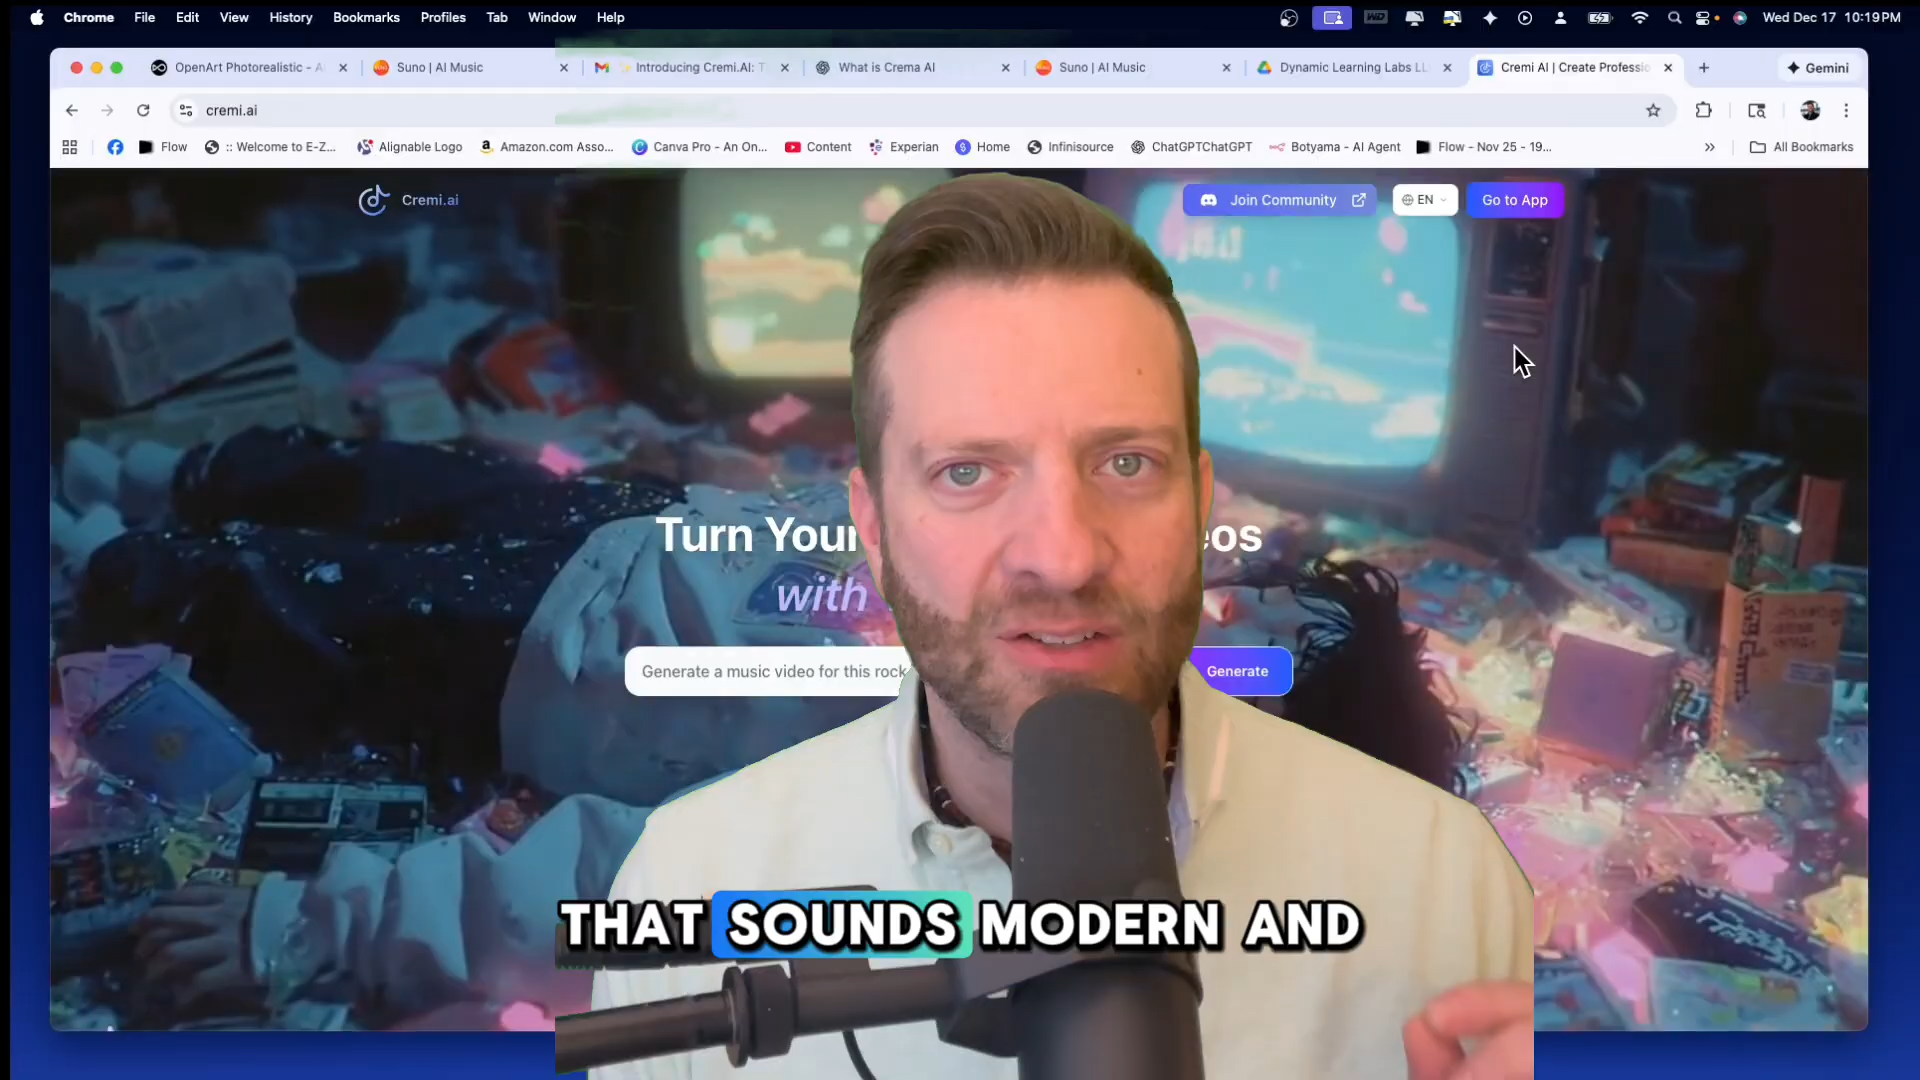 Chrome File Edit View History Bookmarks Profiles Tab Window Help Wed Dec 17 10:19 PM
OpenArt Photorealistic - A Suno | AI Music Introducing Cremi.AI: T What is Crema AI Suno | AI Music Dynamic Learning Labs LL Cremi AI | Create Professio Gemini
cremi.ai
Flow :: Welcome to E-Z... Alignable Logo Amazon.com Asso... Canva Pro - An On... Content Experian Home Infinisource ChatGPTChatGPT Botyama - AI Agent Flow - Nov 25 - 19... » All Bookmarks
Cremi.ai Join Community EN Go to App
Turn Your eos
with
Generate a music video for this rock Generate
THAT SOUNDS MODERN AND